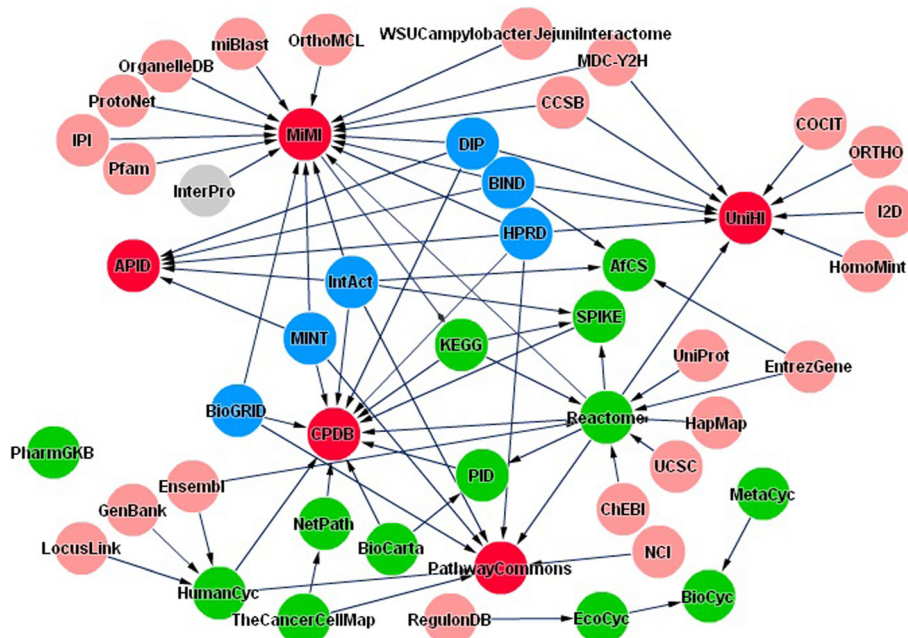 miBlast
OrthoMCL
WSUCampylobacterJejuniInteractome
OrganelleDB
MDC-Y2H
ProtoNet
CCSB
COCIT
IPI
MiMI
DIP
ORTHO
Pfam
BIND
InterPro
I2D
UniHI
HPRD
APID
AfCS
HomoMint
IntAct
SPIKE
MINT
KEGG
UniProt
EntrezGene
BioGRID
Reactome
HapMap
CPDB
PharmGKB
UCSC
PID
Ensembl
MetaCyc
GenBank
ChEBI
NetPath
LocusLink
BioCarta
NCI
PathwayCommons
HumanCyc
BioCyc
TheCancerCellMap
RegulonDB
EcoCyc